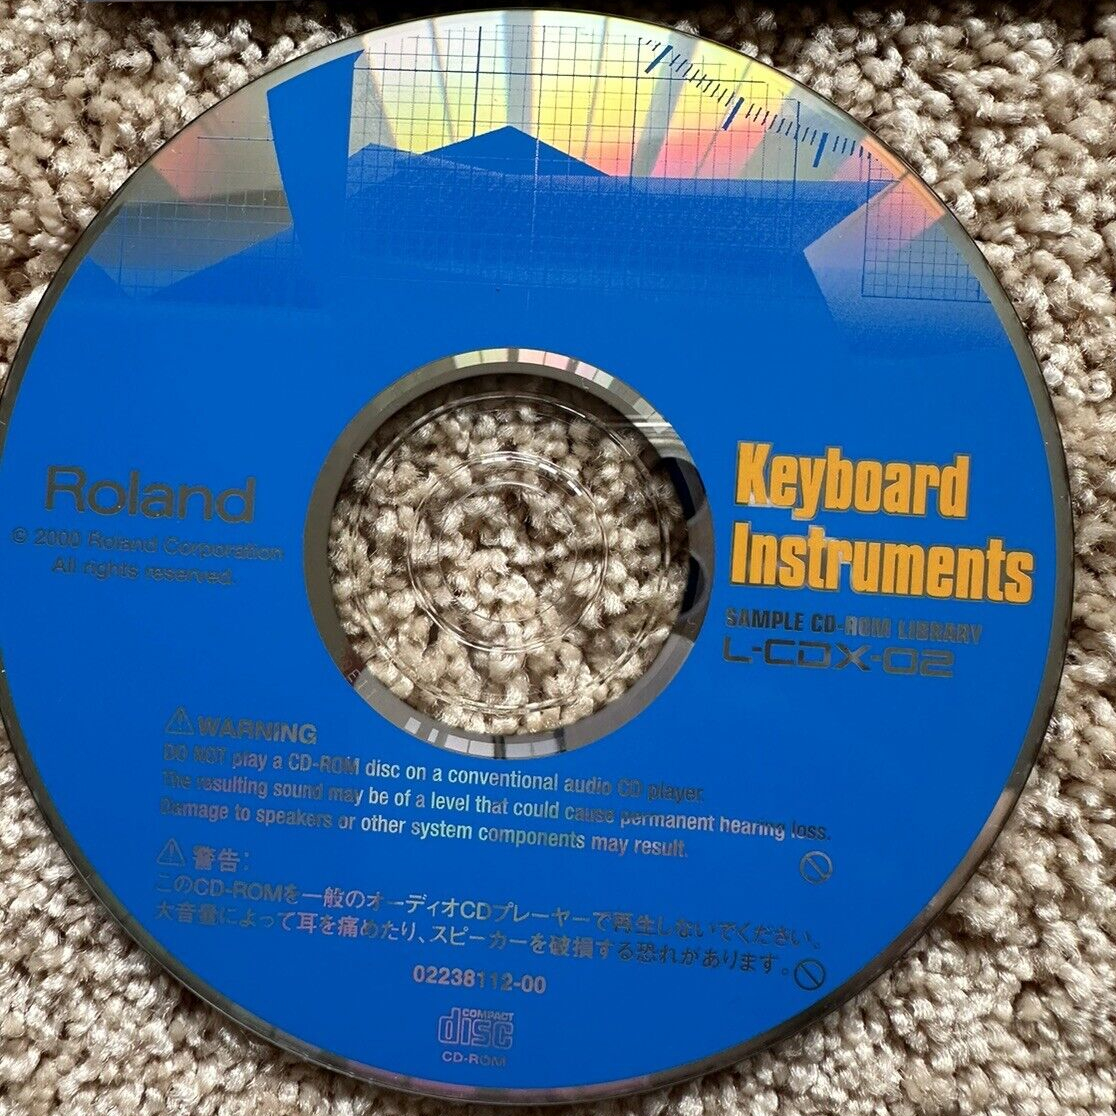 Roland
© 2000 Roland Corporation
All rights reserved.
Keyboard
Instruments
SAMPLE CD-ROM LIBRARY
L-CDX-02
⚠ WARNING
DO NOT play a CD-ROM disc on a conventional audio CD player.
The resulting sound may be of a level that could cause permanent hearing loss.
Damage to speakers or other system components may result.
⚠ 警告:
このCD-ROMを一般のオーディオCDプレーヤーで再生しないでください。
大音量によって耳を痛めたり、スピーカーを破損する恐れがあります。
02238112-00
COMPACT
disc
CD-ROM